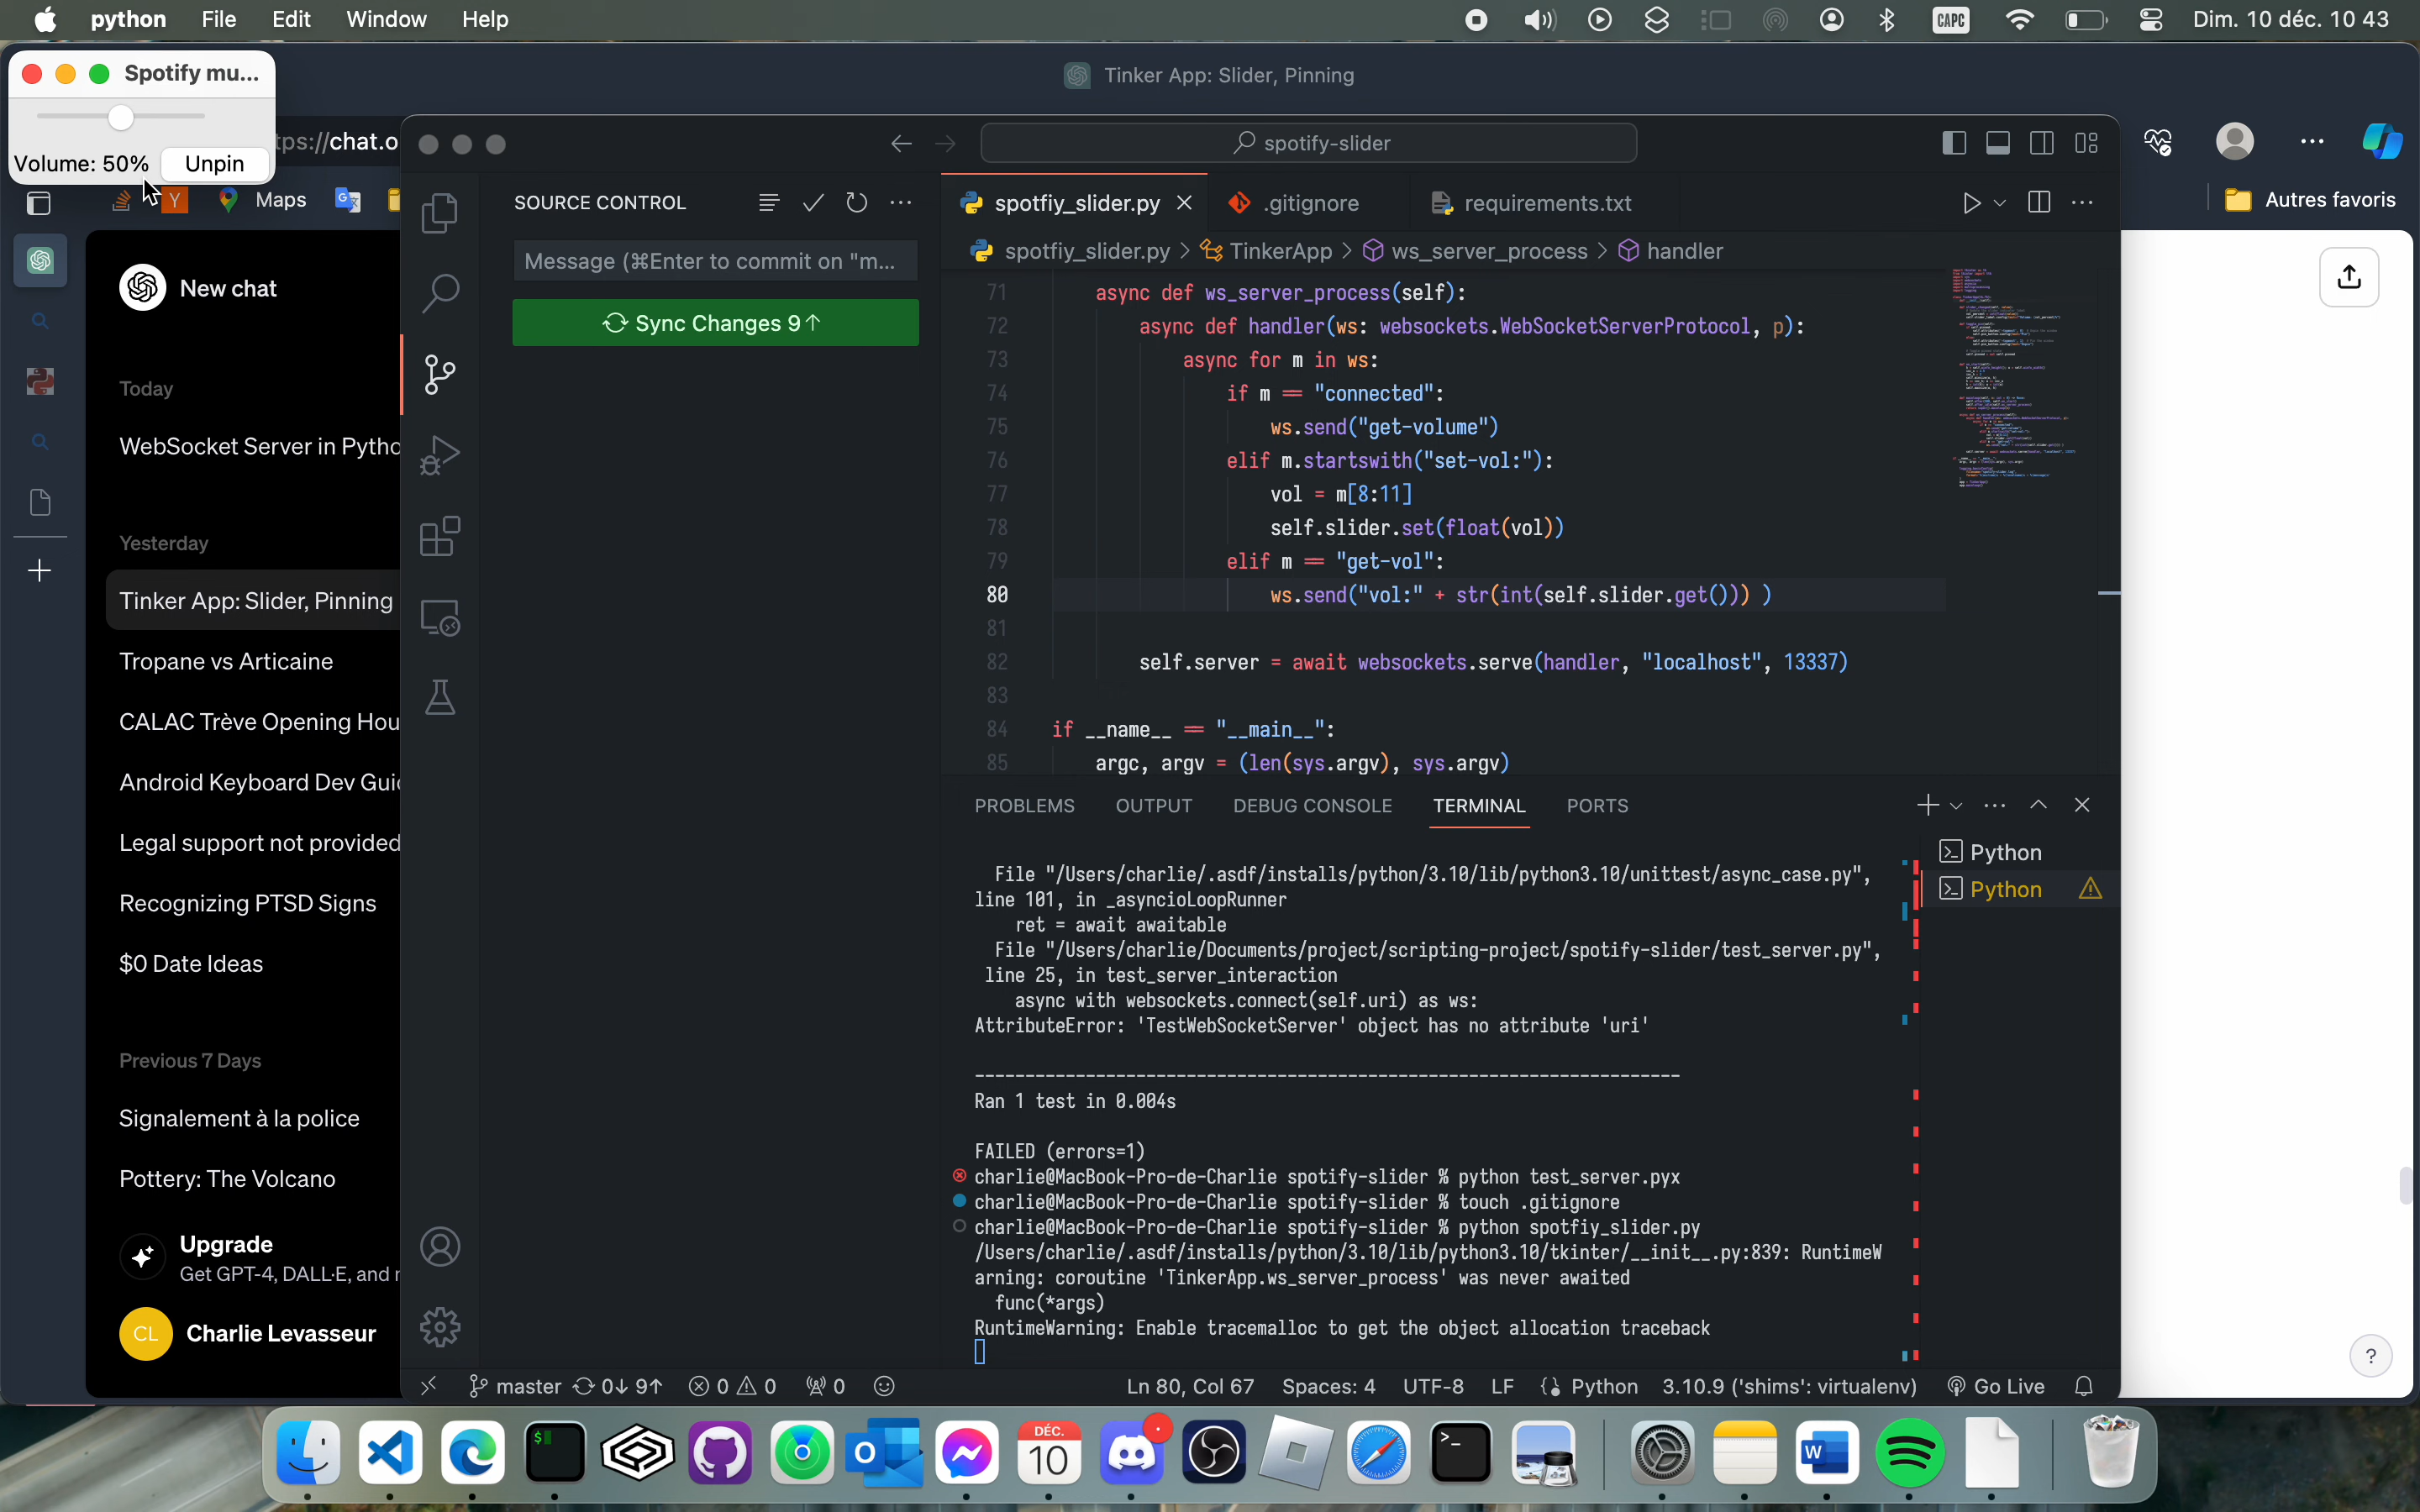 python File Edit Window Help
CAPC
Dim. 10 déc. 10 43
Spotify mu...
Volume: 50% Unpin
Tinker App: Slider, Pinning
tps://chat.o
Y Maps
Autres favoris
New chat
Today
WebSocket Server in Pytho
Yesterday
Tinker App: Slider, Pinning
Tropane vs Articaine
CALAC Trève Opening Hou
Android Keyboard Dev Guid
Legal support not provided
Recognizing PTSD Signs
$0 Date Ideas
Previous 7 Days
Signalement à la police
Pottery: The Volcano
Upgrade
Get GPT-4, DALL·E, and r
CL Charlie Levasseur
spotify-slider
SOURCE CONTROL
Message (⌘Enter to commit on "m...
Sync Changes 9↑
spotfiy_slider.py .gitignore requirements.txt
spotfiy_slider.py > TinkerApp > ws_server_process > handler
71 async def ws_server_process(self):
72 async def handler(ws: websockets.WebSocketServerProtocol, p):
73 async for m in ws:
74 if m == "connected":
75 ws.send("get-volume")
76 elif m.startswith("set-vol:"):
77 vol = m[8:11]
78 self.slider.set(float(vol))
79 elif m == "get-vol":
80 ws.send("vol:" + str(int(self.slider.get())) )
81
82 self.server = await websockets.serve(handler, "localhost", 13337)
83
84 if __name__ == "__main__":
85 argc, argv = (len(sys.argv), sys.argv)
PROBLEMS OUTPUT DEBUG CONSOLE TERMINAL PORTS
Python
Python
File "/Users/charlie/.asdf/installs/python/3.10/lib/python3.10/unittest/async_case.py",
line 101, in _asyncioLoopRunner
ret = await awaitable
File "/Users/charlie/Documents/project/scripting-project/spotify-slider/test_server.py",
line 25, in test_server_interaction
async with websockets.connect(self.uri) as ws:
AttributeError: 'TestWebSocketServer' object has no attribute 'uri'
----------------------------------------------------------------------
Ran 1 test in 0.004s
FAILED (errors=1)
charlie@MacBook-Pro-de-Charlie spotify-slider % python test_server.pyx
charlie@MacBook-Pro-de-Charlie spotify-slider % touch .gitignore
charlie@MacBook-Pro-de-Charlie spotify-slider % python spotfiy_slider.py
/Users/charlie/.asdf/installs/python/3.10/lib/python3.10/tkinter/__init__.py:839: RuntimeW
arning: coroutine 'TinkerApp.ws_server_process' was never awaited
func(*args)
RuntimeWarning: Enable tracemalloc to get the object allocation traceback
master 0↓ 9↑ 0 0 0 Ln 80, Col 67 Spaces: 4 UTF-8 LF Python 3.10.9 ('shims': virtualenv) Go Live
?
DÉC.
10